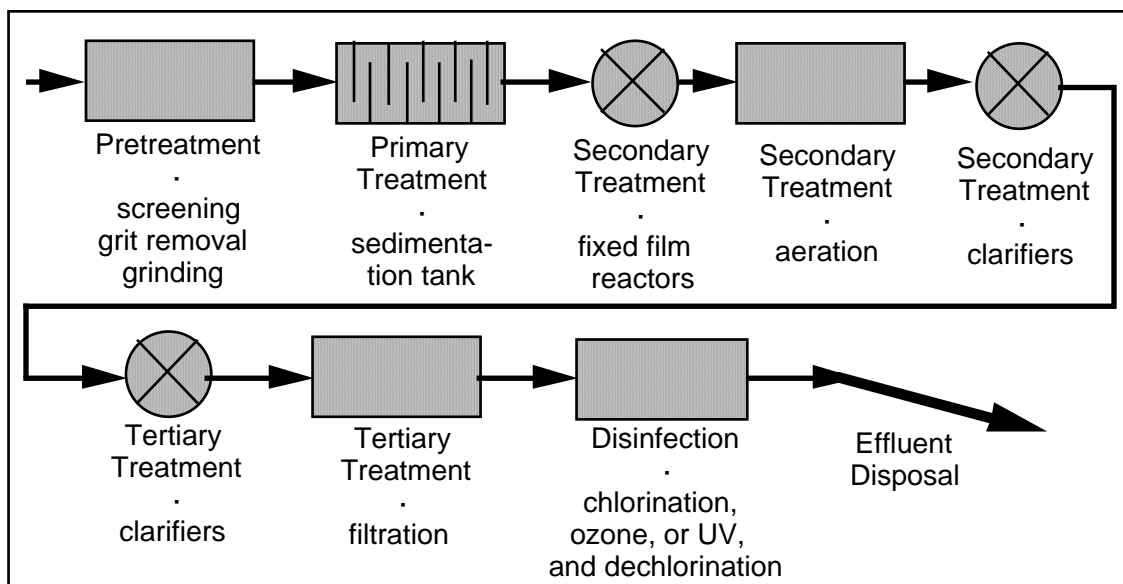 Pretreatment
.
screening
grit removal
grinding
Primary
Treatment
.
sedimenta-
tion tank
Secondary
Treatment
.
fixed film
reactors
Secondary
Treatment
.
aeration
Secondary
Treatment
.
clarifiers
Tertiary
Treatment
.
clarifiers
Tertiary
Treatment
.
filtration
Disinfection
.
chlorination,
ozone, or UV,
and dechlorination
Effluent
Disposal